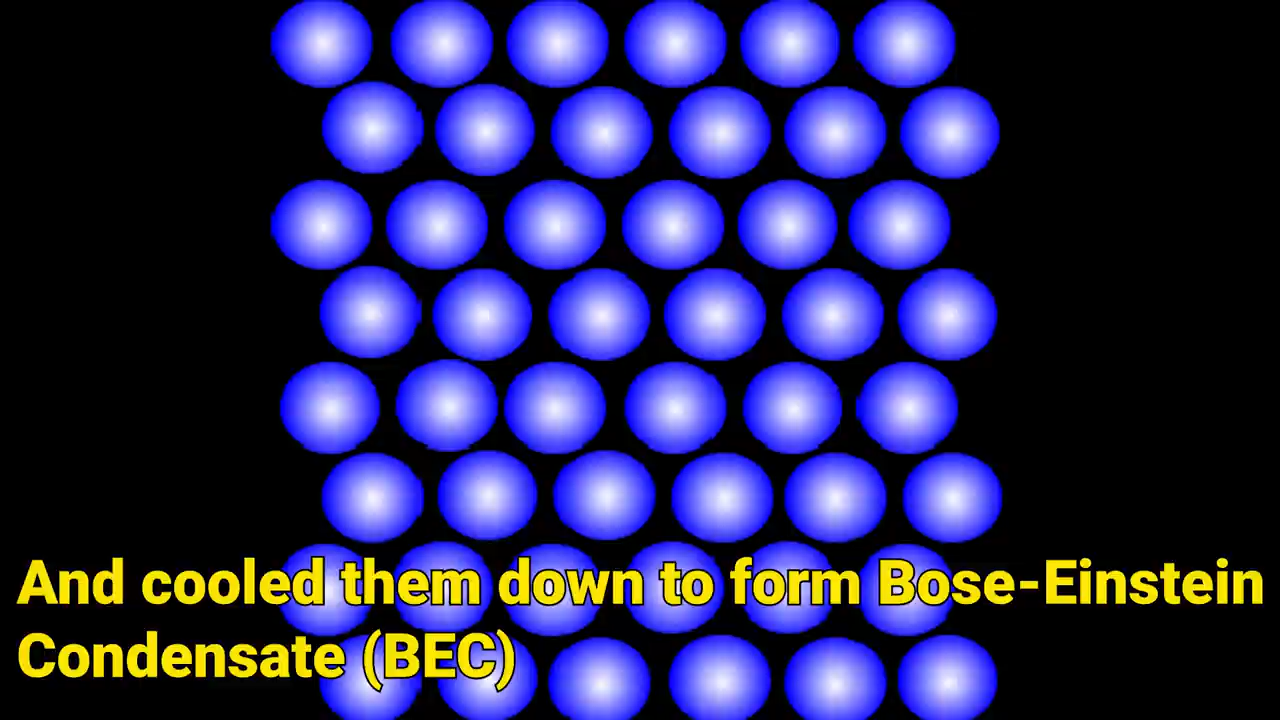 And cooled them down to form Bose-Einstein
Condensate (BEC)